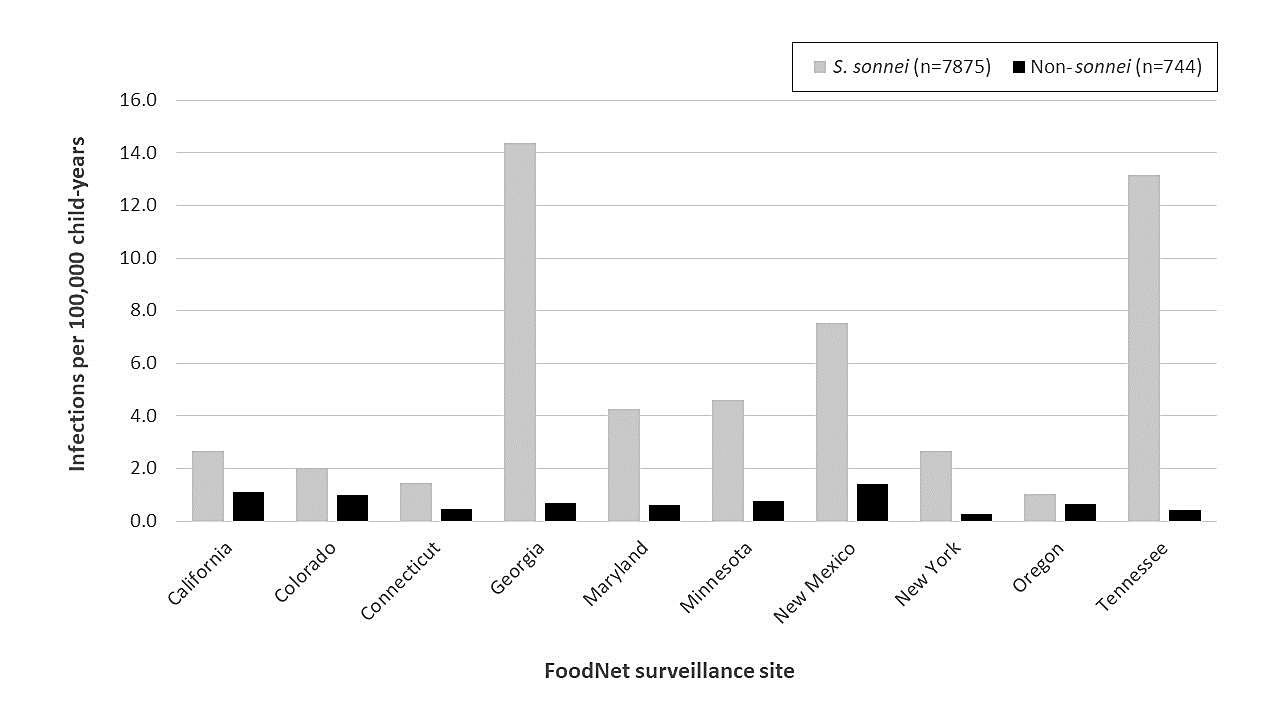 S. sonnei (n=7875) Non-sonnei (n=744)
Infections per 100,000 child-years
16.0
14.0
12.0
10.0
8.0
6.0
4.0
2.0
0.0
California
Colorado
Connecticut
Georgia
Maryland
Minnesota
New Mexico
New York
Oregon
Tennessee
FoodNet surveillance site